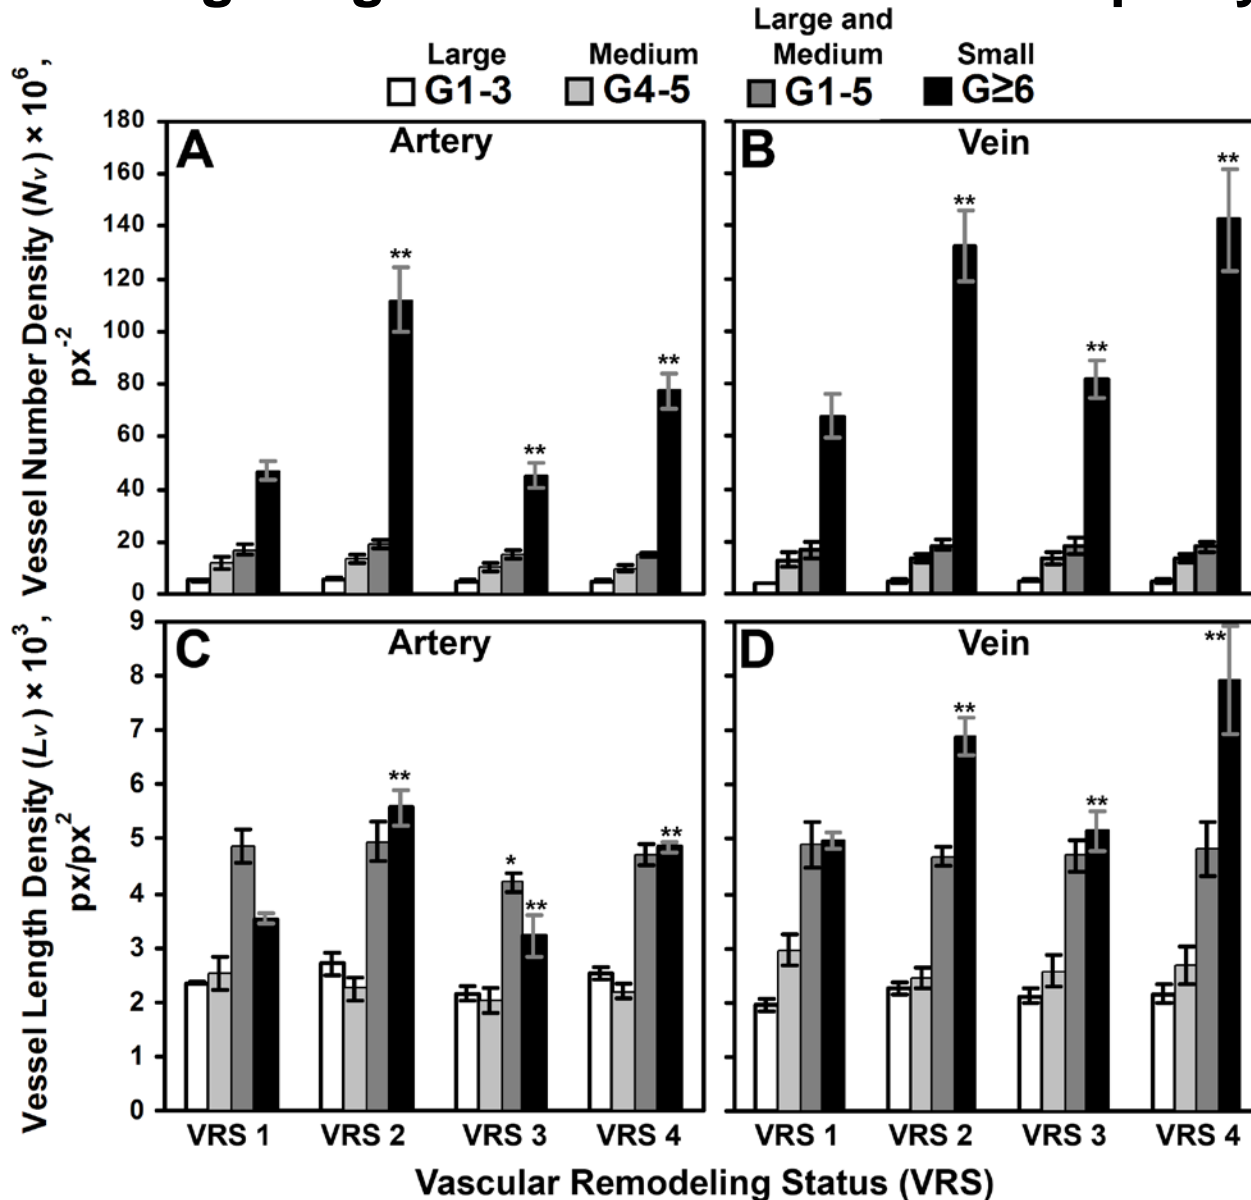 Large
Medium
Large and
Medium
Small
G1-3
G4-5
G1-5
G≥6
Vessel Number Density (Nv) × 10⁶,
px⁻²
180
160
140
120
100
80
60
40
20
0
A
Artery
**
**
**
B
Vein
**
**
**
Vessel Length Density (Lv) × 10³,
px/px²
9
8
7
6
5
4
3
2
1
0
C
Artery
**
*
**
**
D
Vein
**
**
**
VRS 1
VRS 2
VRS 3
VRS 4
VRS 1
VRS 2
VRS 3
VRS 4
Vascular Remodeling Status (VRS)